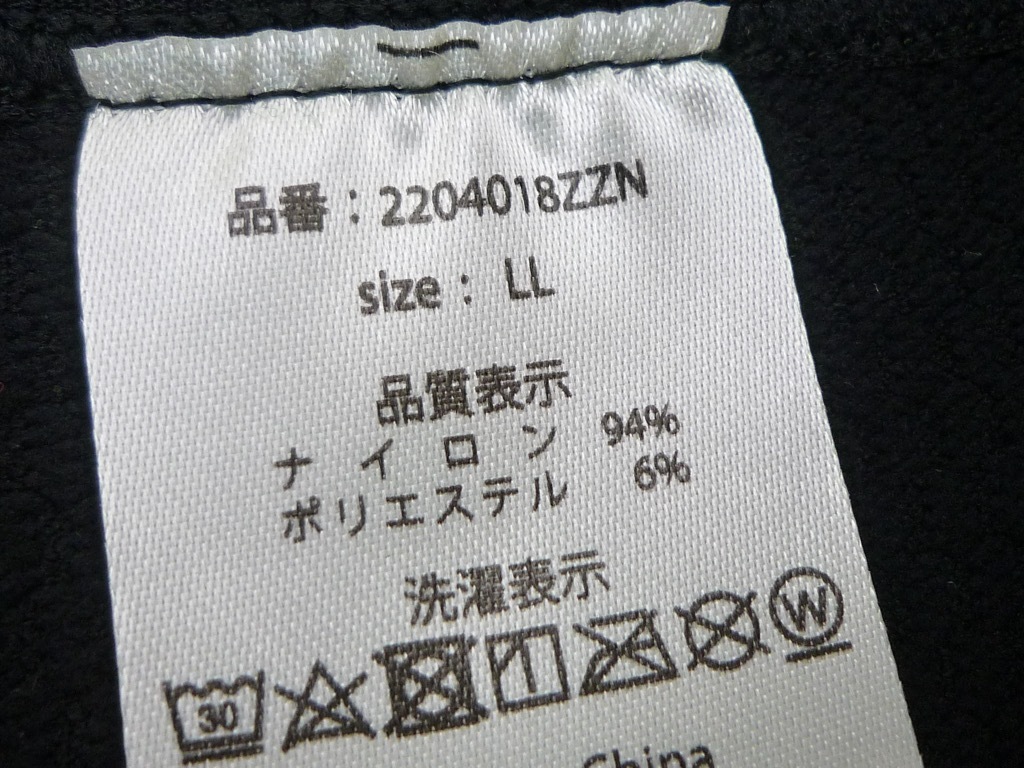 品番：2204018ZZN
size： LL
品質表示
ナイロン 94%
ポリエステル 6%
洗濯表示
30 W
China